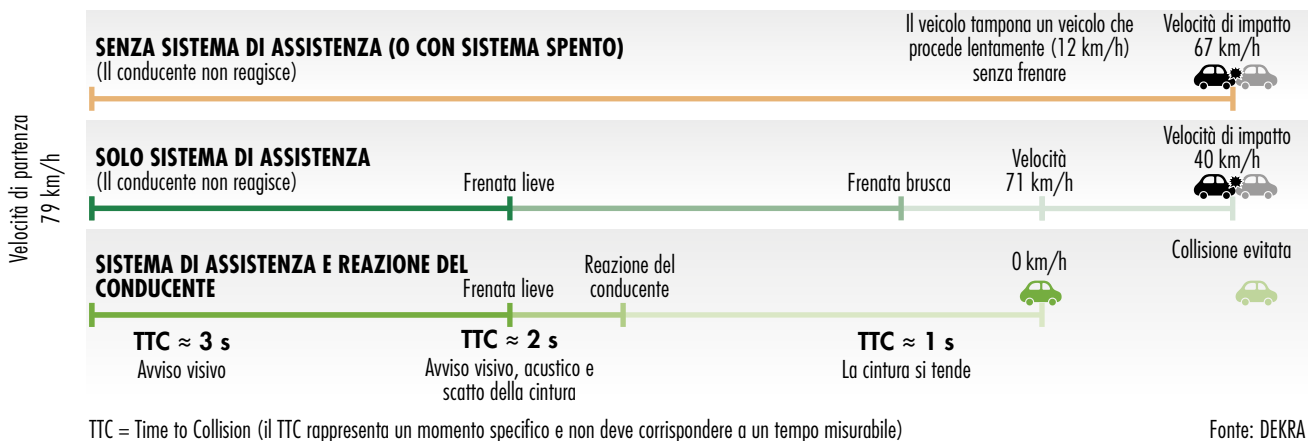 Velocità di partenza
79 km/h
SENZA SISTEMA DI ASSISTENZA (O CON SISTEMA SPENTO)
(Il conducente non reagisce)
Il veicolo tampona un veicolo che
procede lentamente (12 km/h)
senza frenare
Velocità di impatto
67 km/h
SOLO SISTEMA DI ASSISTENZA
(Il conducente non reagisce)
Frenata lieve
Frenata brusca
Velocità
71 km/h
Velocità di impatto
40 km/h
SISTEMA DI ASSISTENZA E REAZIONE DEL
CONDUCENTE
Frenata lieve
Reazione del
conducente
0 km/h
Collisione evitata
TTC ≈ 3 s
Avviso visivo
TTC ≈ 2 s
Avviso visivo, acustico e
scatto della cintura
TTC ≈ 1 s
La cintura si tende
TTC = Time to Collision (il TTC rappresenta un momento specifico e non deve corrispondere a un tempo misurabile)
Fonte: DEKRA